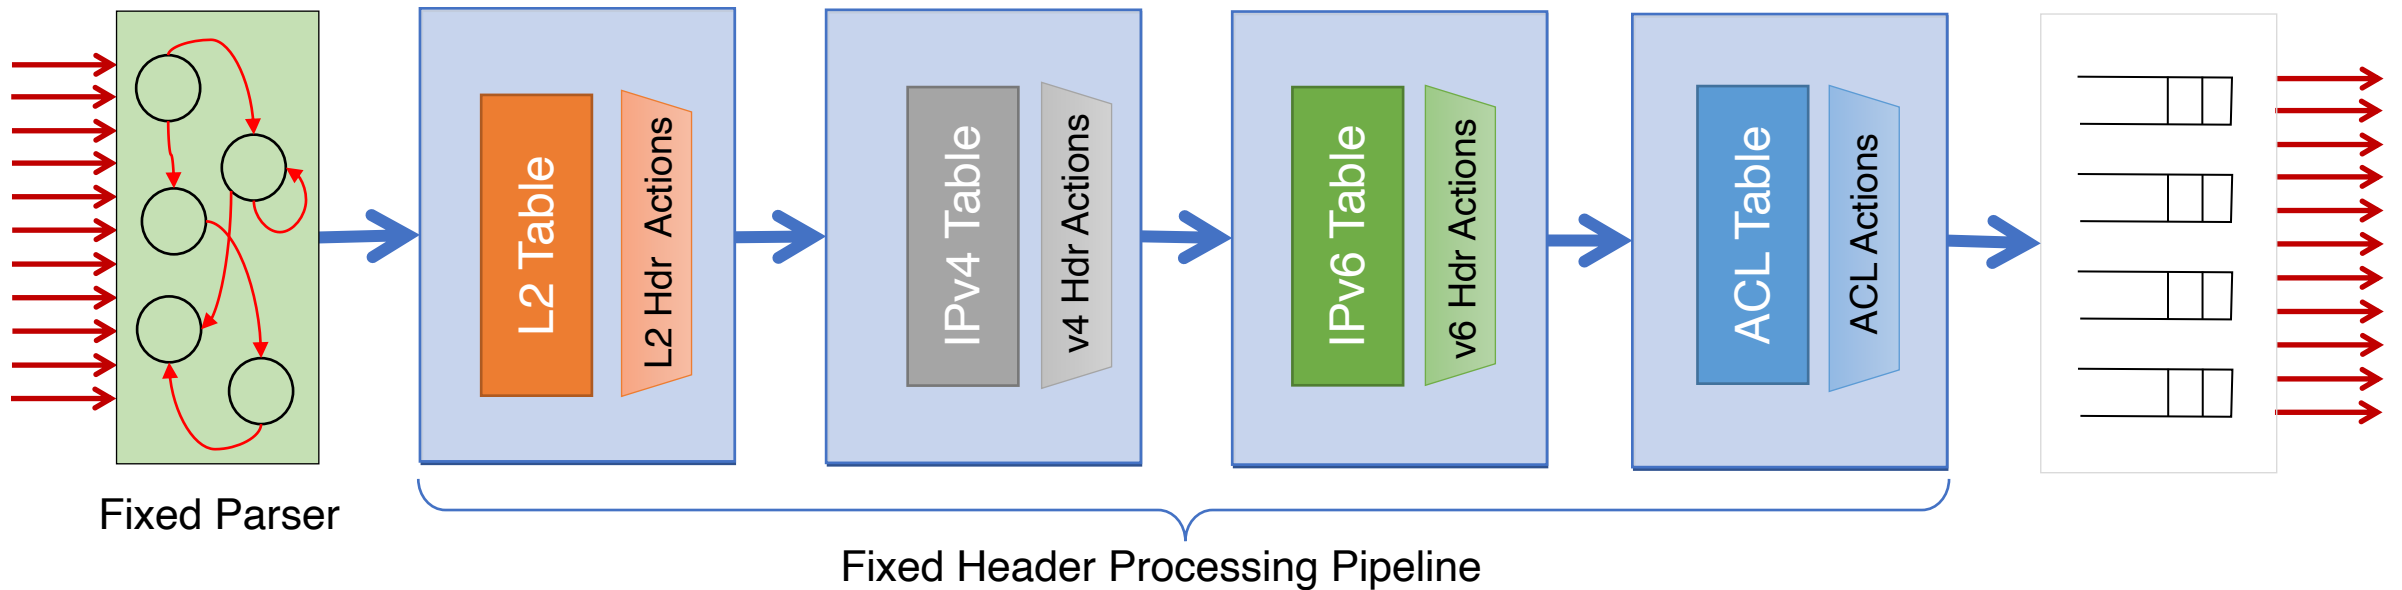 L2 Table
L2 Hdr Actions
IPv4 Table
v4 Hdr Actions
IPv6 Table
v6 Hdr Actions
ACL Table
ACL Actions
Fixed Parser
Fixed Header Processing Pipeline